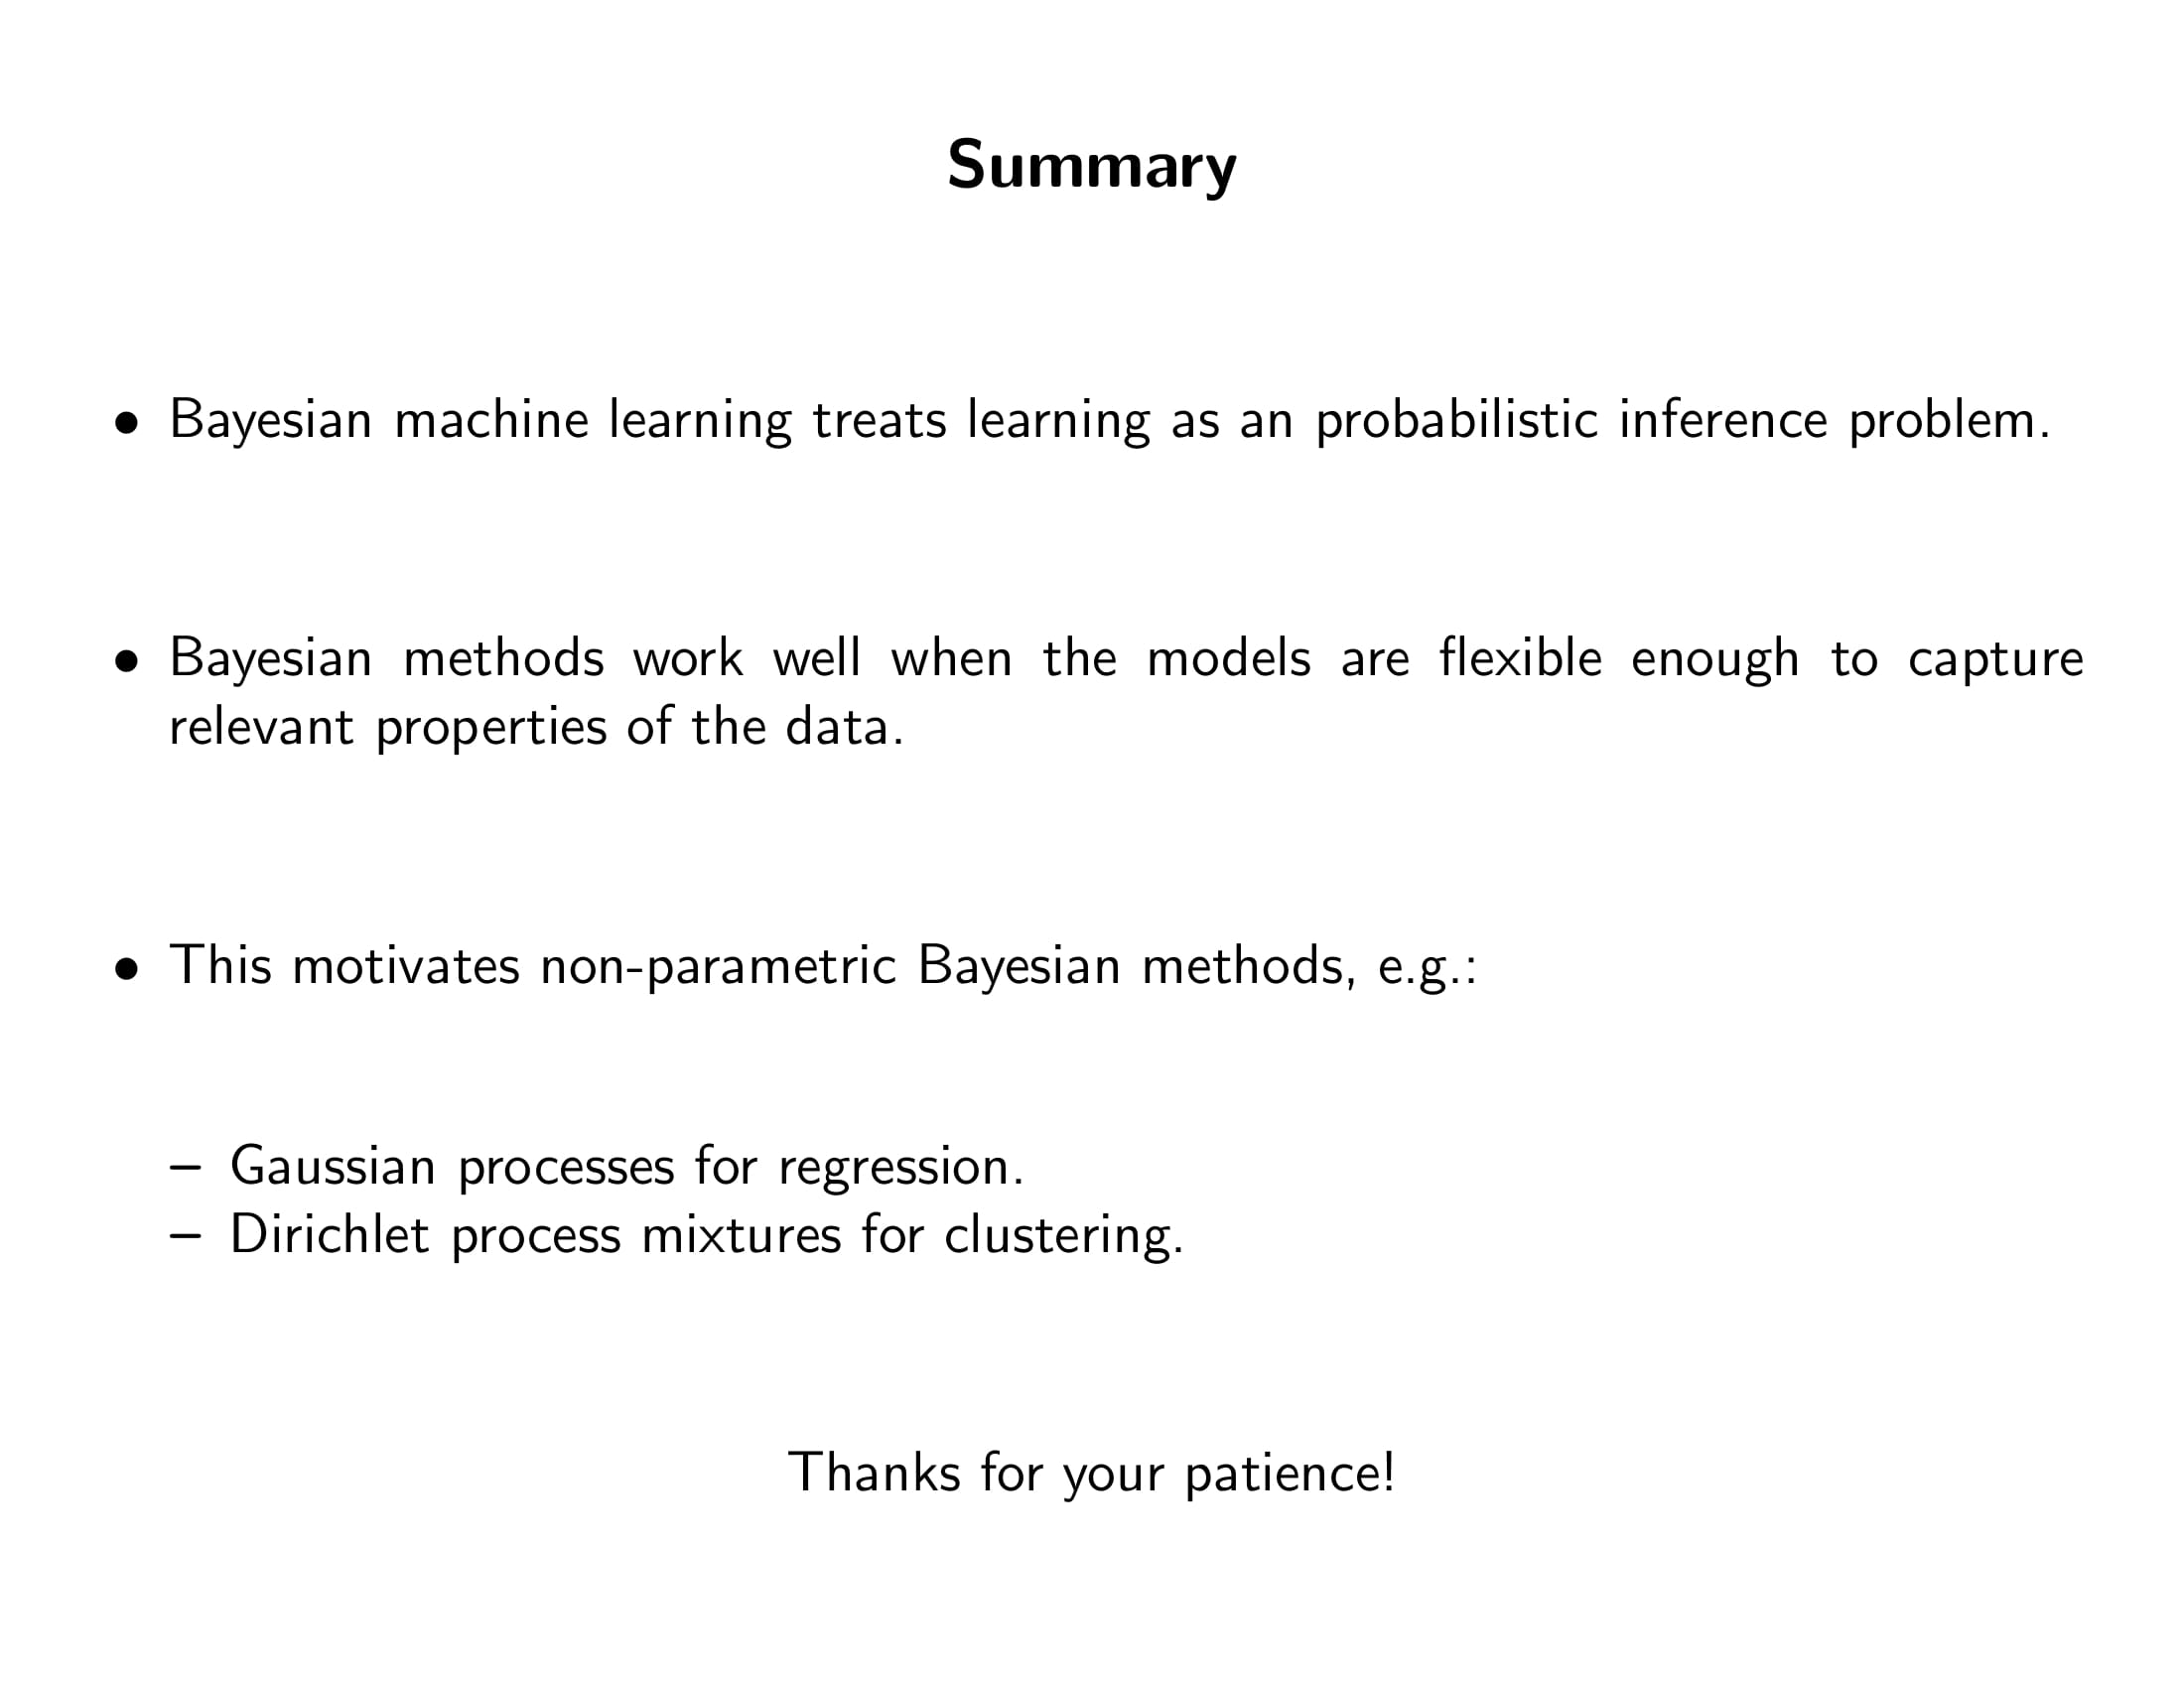 Summary
• Bayesian machine learning treats learning as an probabilistic inference problem.
• Bayesian methods work well when the models are flexible enough to capture
relevant properties of the data.
• This motivates non-parametric Bayesian methods, e.g.:
– Gaussian processes for regression.
– Dirichlet process mixtures for clustering.
Thanks for your patience!